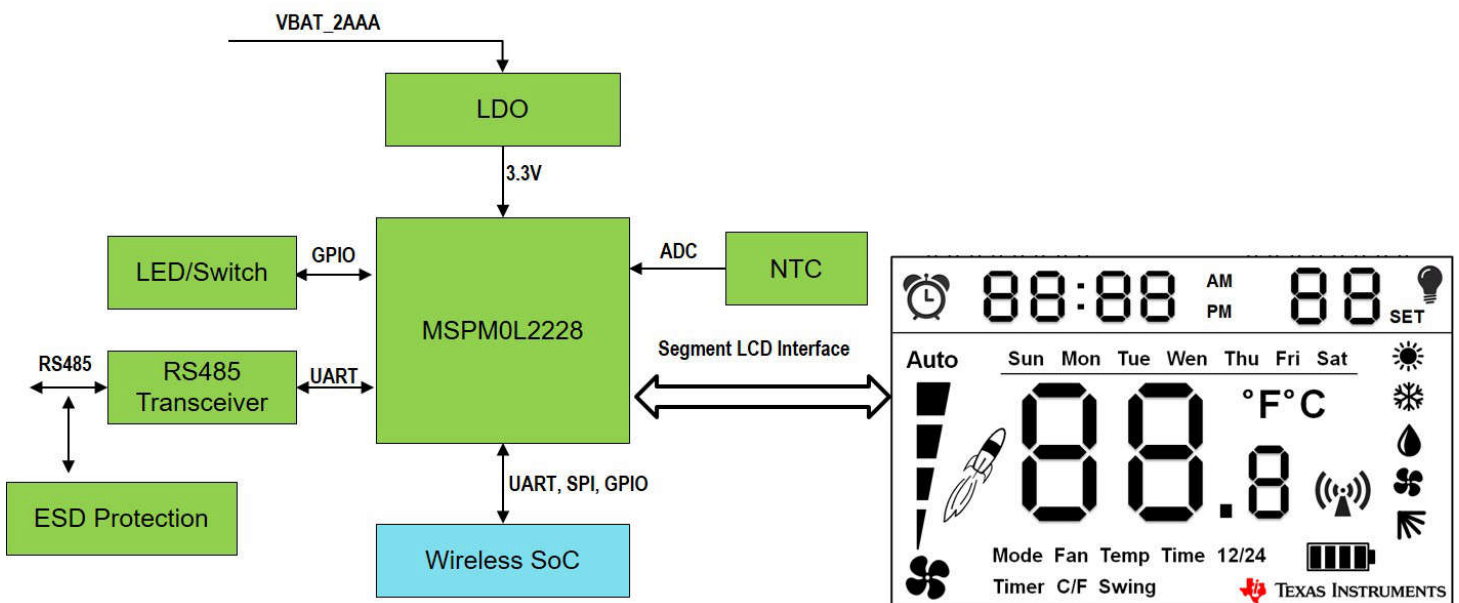 VBAT_2AAA
LDO
3.3V
LED/Switch
GPIO
MSPM0L2228
ADC
NTC
RS485
RS485
Transceiver
UART
Segment LCD Interface
ESD Protection
UART, SPI, GPIO
Wireless SoC
88:88 AM 88
PM SET
Auto Sun Mon Tue Wen Thu Fri Sat
°F°C
88.8
Mode Fan Temp Time 12/24
Timer C/F Swing
TEXAS INSTRUMENTS